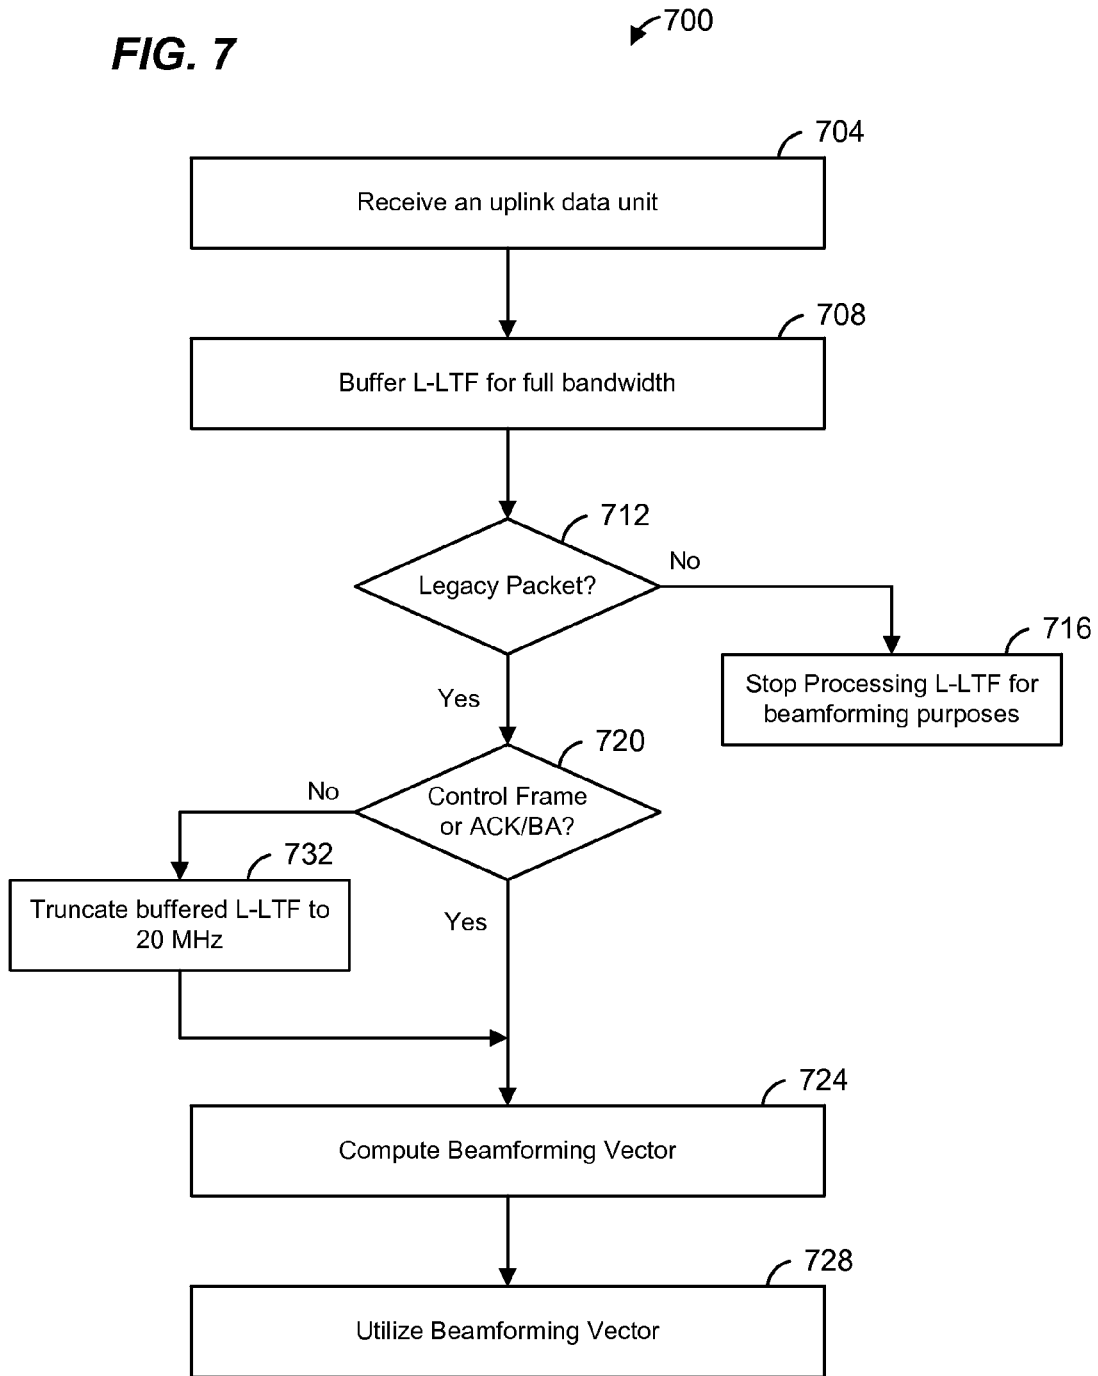 FIG. 7
700
704
Receive an uplink data unit
708
Buffer L-LTF for full bandwidth
712
Legacy Packet?
No
716
Stop Processing L-LTF for
beamforming purposes
Yes
720
Control Frame
or ACK/BA?
No
732
Truncate buffered L-LTF to
20 MHz
Yes
724
Compute Beamforming Vector
728
Utilize Beamforming Vector